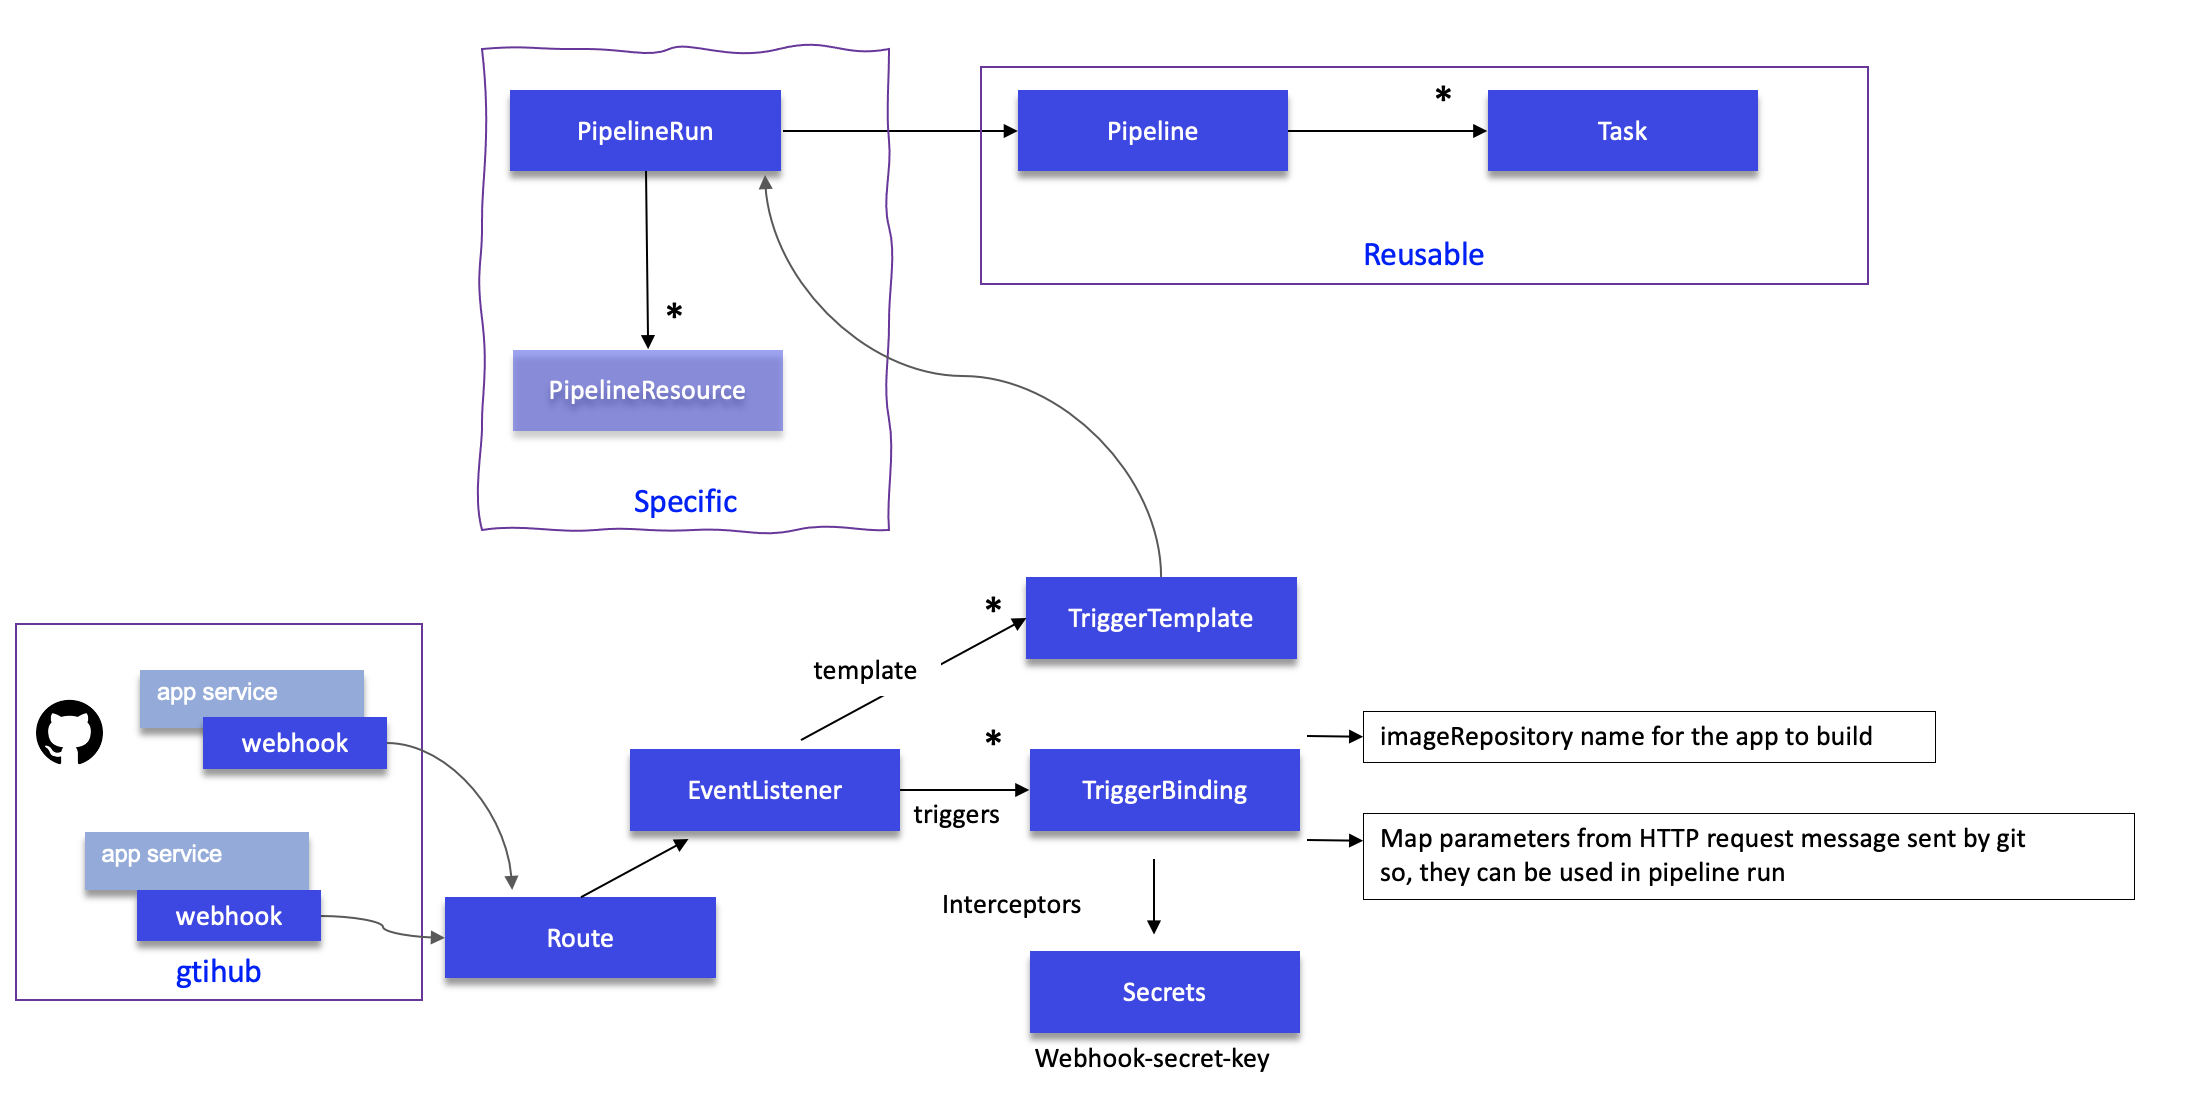 PipelineRun
*
PipelineResource
Specific
Pipeline
*
Task
Reusable
app service
webhook
app service
webhook
gtihub
Route
EventListener
template
*
TriggerTemplate
triggers
*
TriggerBinding
imageRepository name for the app to build
Map parameters from HTTP request message sent by git
so, they can be used in pipeline run
Interceptors
Secrets
Webhook-secret-key